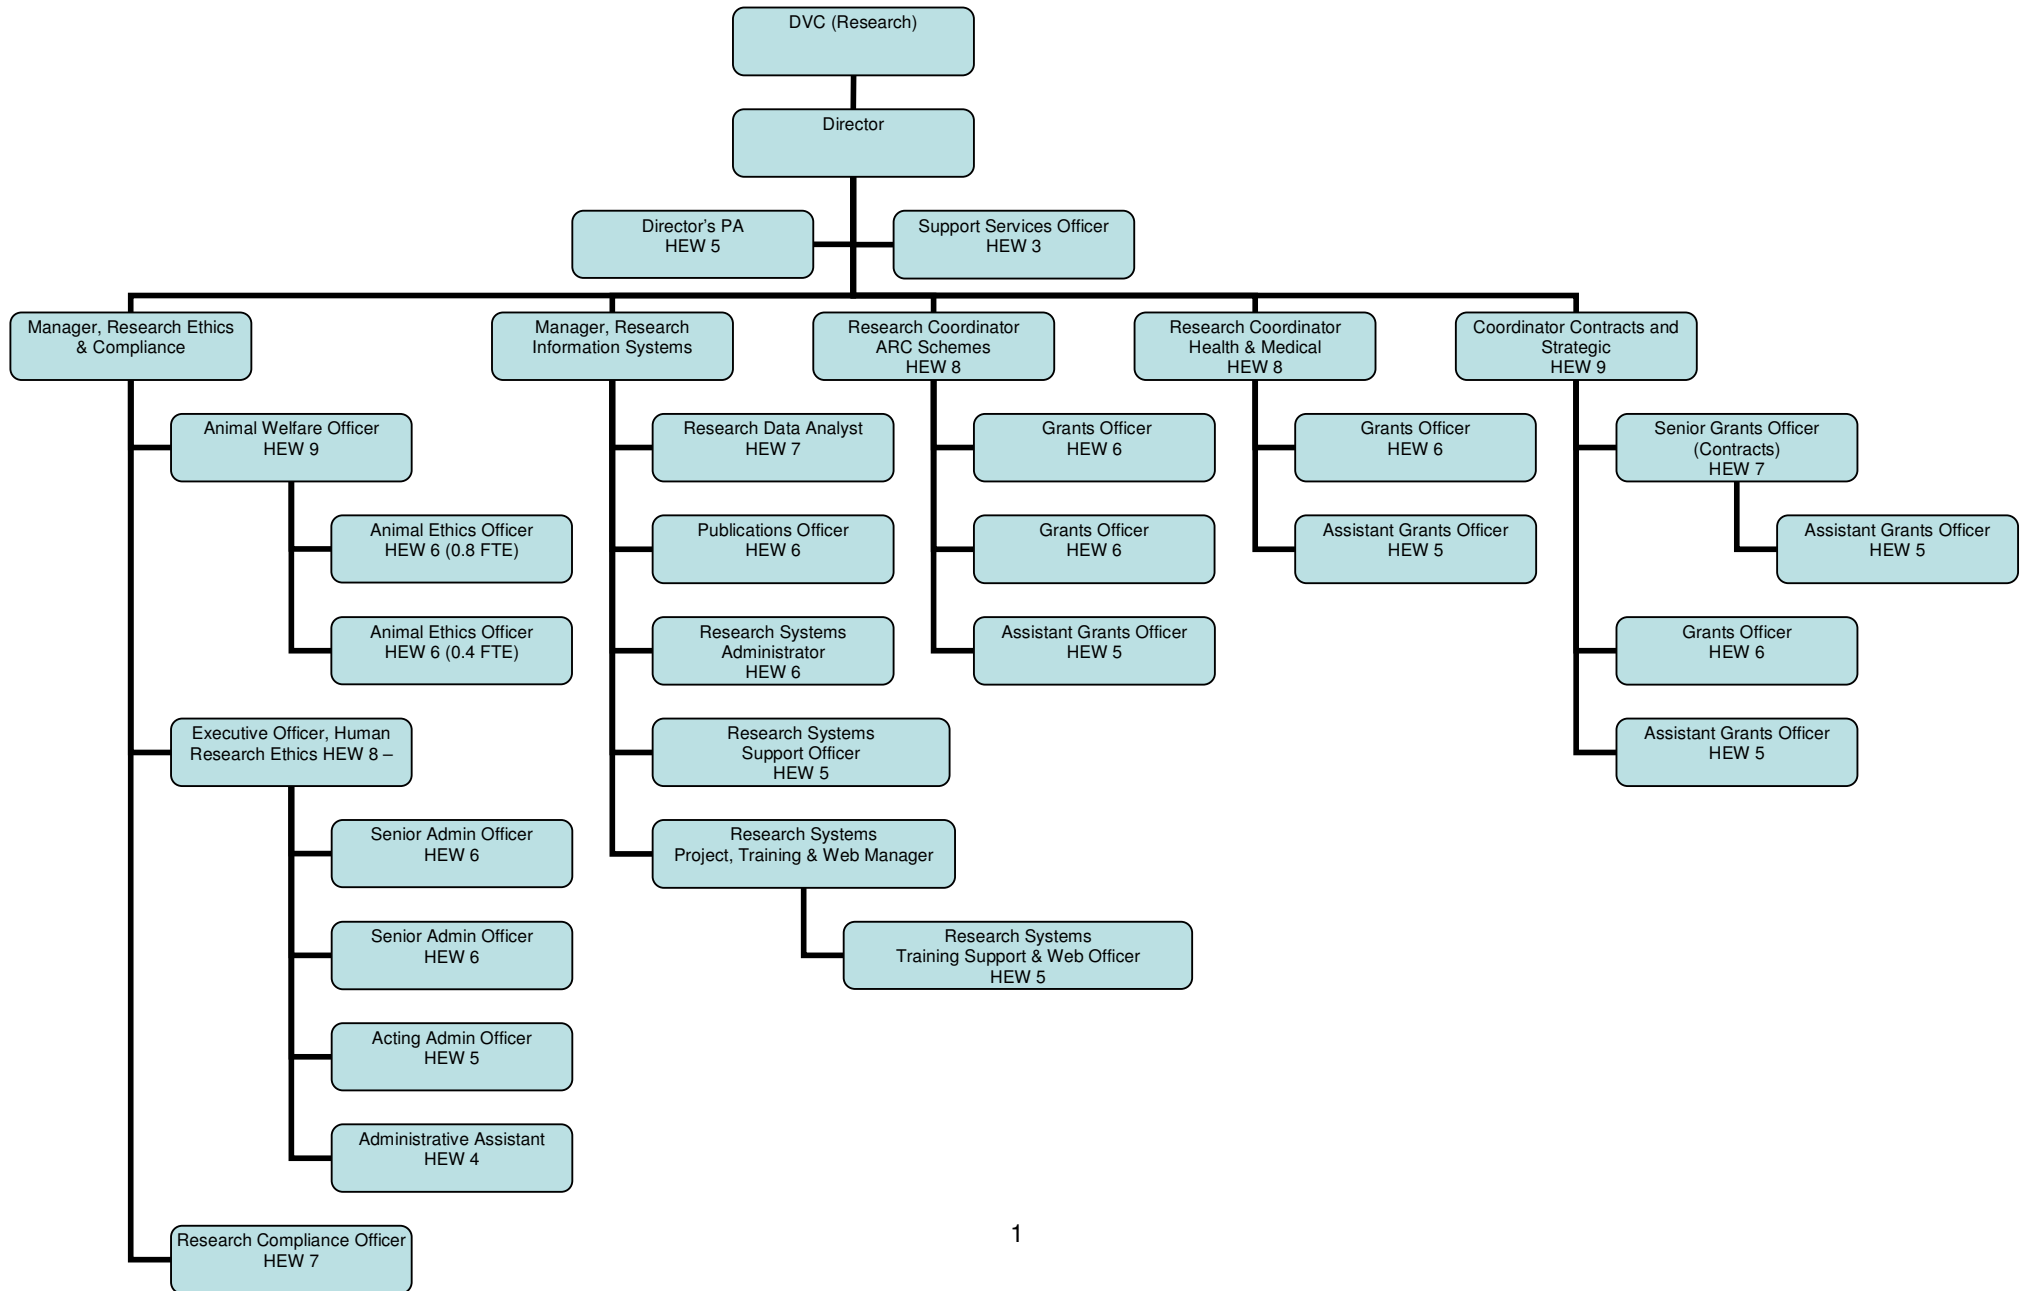 DVC (Research)
Director
Director’s PA
HEW 5
Support Services Officer
HEW 3
Manager, Research Ethics
& Compliance
Manager, Research
Information Systems
Research Coordinator
ARC Schemes
HEW 8
Research Coordinator
Health & Medical
HEW 8
Coordinator Contracts and
Strategic
HEW 9
Animal Welfare Officer
HEW 9
Research Data Analyst
HEW 7
Grants Officer
HEW 6
Grants Officer
HEW 6
Senior Grants Officer
(Contracts)
HEW 7
Animal Ethics Officer
HEW 6 (0.8 FTE)
Publications Officer
HEW 6
Grants Officer
HEW 6
Assistant Grants Officer
HEW 5
Assistant Grants Officer
HEW 5
Animal Ethics Officer
HEW 6 (0.4 FTE)
Research Systems
Administrator
HEW 6
Assistant Grants Officer
HEW 5
Grants Officer
HEW 6
Executive Officer, Human
Research Ethics HEW 8 –
Research Systems
Support Officer
HEW 5
Assistant Grants Officer
HEW 5
Senior Admin Officer
HEW 6
Research Systems
Project, Training & Web Manager
Senior Admin Officer
HEW 6
Research Systems
Training Support & Web Officer
HEW 5
Acting Admin Officer
HEW 5
Administrative Assistant
HEW 4
Research Compliance Officer
HEW 7
1